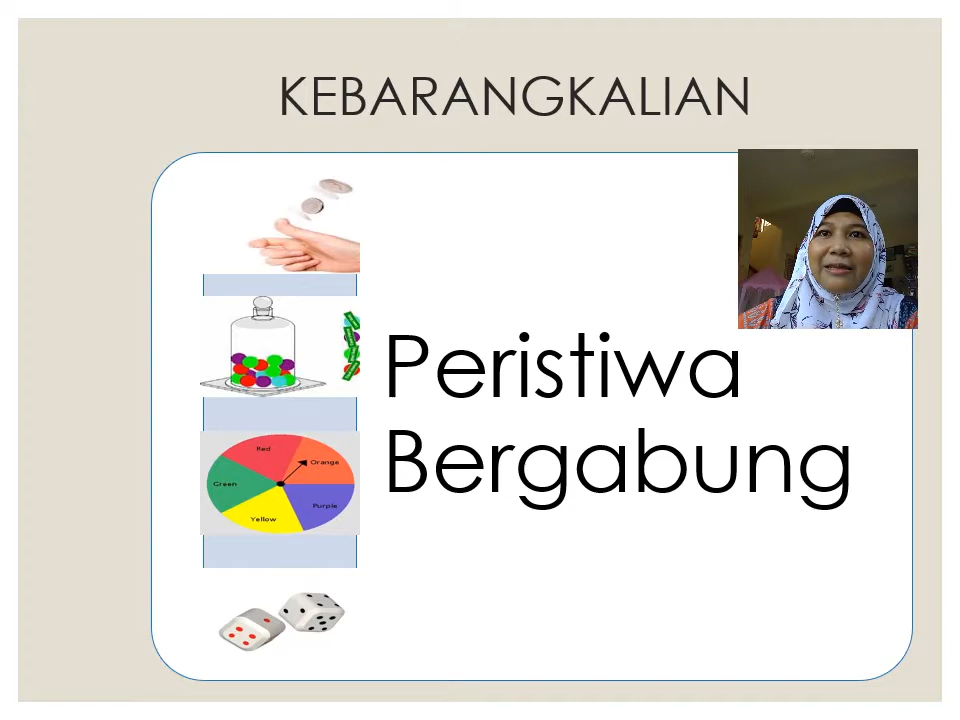 KEBARANGKALIAN
Peristiwa
Bergabung
Red
Orange
Green
Purple
Yellow